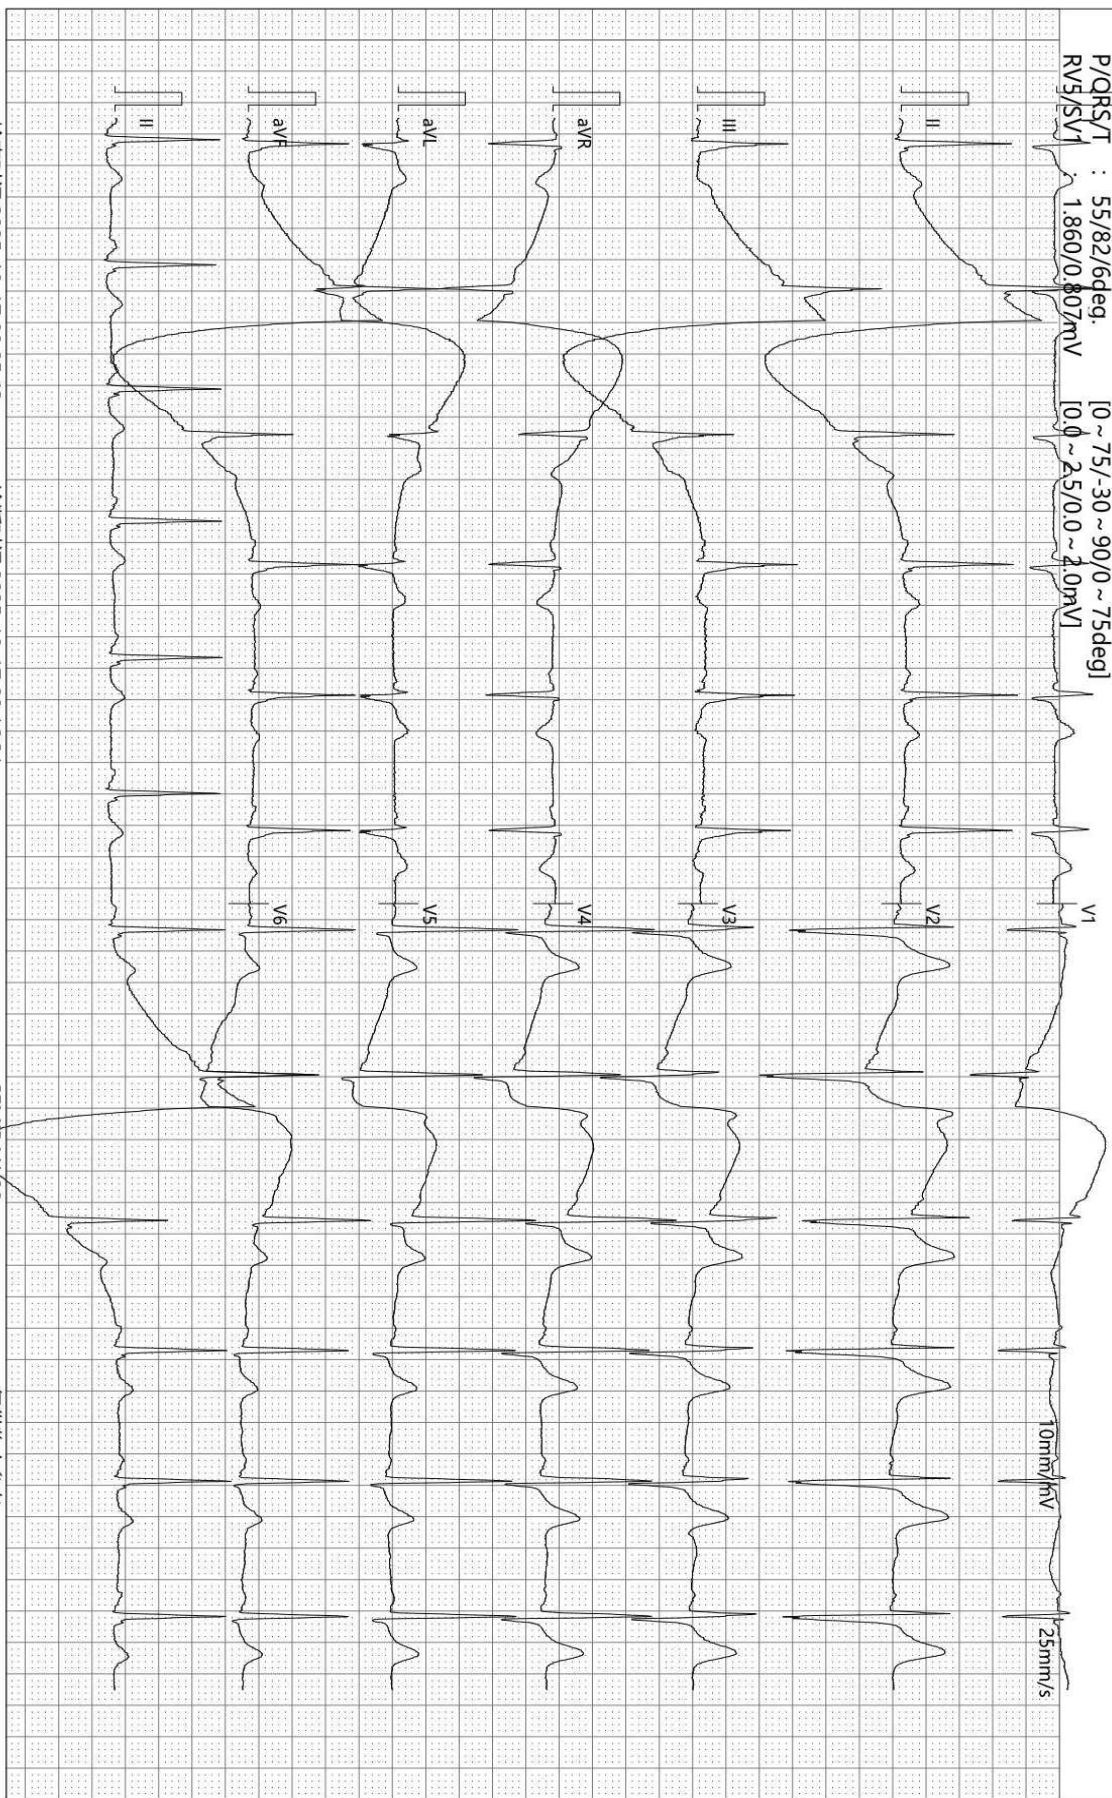 P/QRS/T : 55/82/6deg. [0~75/-30~90/0~75deg]
RV5/SV1 : 1.860/0.807mV [0.0~2.5/0.0~2.0mV]
10mm/mV 25mm/s
V1
II
V2
III
V3
aVR
V4
aVL
V5
aVF
V6
II